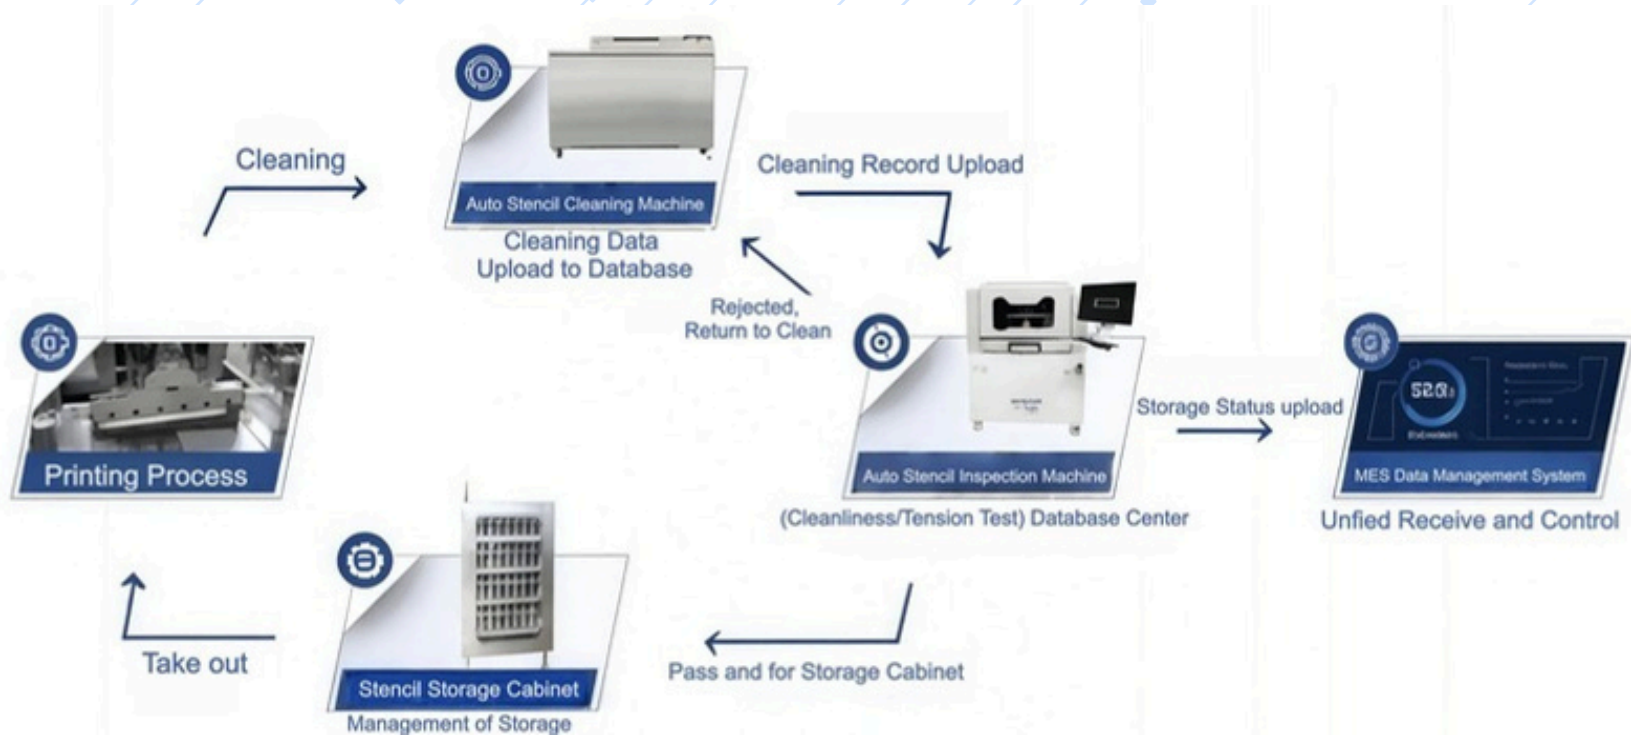 Cleaning
Auto Stencil Cleaning Machine
Cleaning Data
Upload to Database
Cleaning Record Upload
Rejected,
Return to Clean
Printing Process
Auto Stencil Inspection Machine
(Cleanliness/Tension Test) Database Center
Storage Status upload
MES Data Management System
Unfied Receive and Control
Take out
Stencil Storage Cabinet
Management of Storage
Pass and for Storage Cabinet